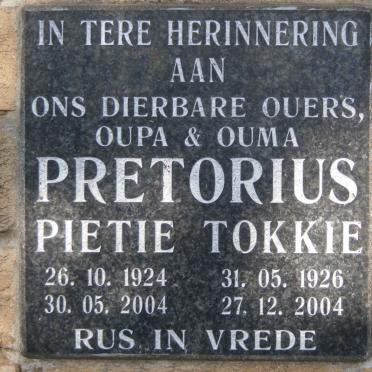 IN TERE HERINNERING
AAN
ONS DIERBARE OUERS,
OUPA & OUMA
PRETORIUS
PIETIE TOKKIE
26. 10. 1924 31. 05. 1926
30. 05. 2004 27. 12. 2004
RUS IN VREDE